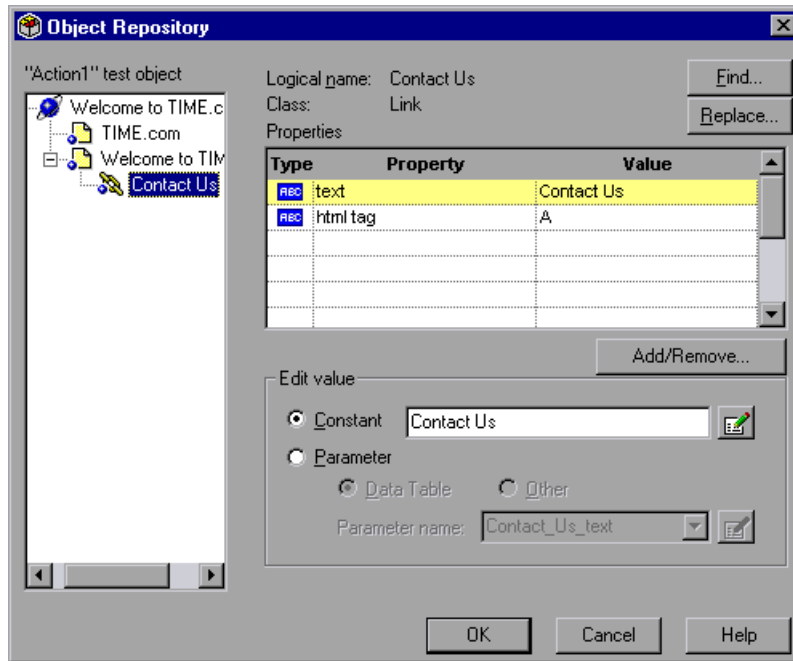 Object Repository
"Action1" test object
Welcome to TIME.c
TIME.com
Welcome to TIM
Contact Us
Logical name: Contact Us
Class: Link
Properties
Find...
Replace...
Type Property Value
ABC text Contact Us
ABC html tag A
Add/Remove...
Edit value
Constant Contact Us
Parameter
Data Table Other
Parameter name: Contact_Us_text
OK Cancel Help